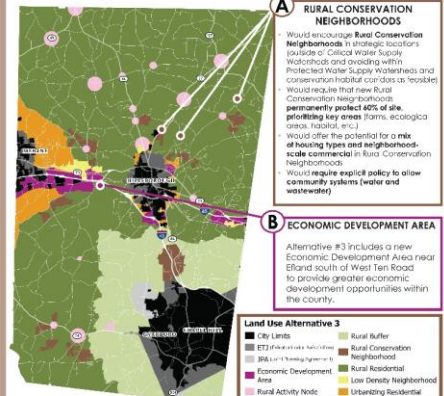 A
RURAL CONSERVATION
NEIGHBORHOODS
Would encourage Rural Conservation
Neighborhoods in strategic locations
(outside of Critical Water Supply
Watersheds and avoiding within
Protected Water Supply Watersheds and
conservation habitat corridors as feasible)
Would require that new Rural
Conservation Neighborhoods
permanently protect 60% of site,
prioritizing key areas (farms, ecological
areas, habitat, etc.)
Would offer the potential for a mix
of housing types and neighborhood-
scale commercial in Rural Conservation
Neighborhoods
Would require explicit policy to allow
community systems (water and
wastewater)
B
ECONOMIC DEVELOPMENT AREA
Alternative #3 includes a new
Economic Development Area near
Efland south of West Ten Road
to provide greater economic
development opportunities within
the county.
HILLSBOROUGH
CARRBORO
CHAPEL HILL
Land Use Alternative 3
City Limits
ETJ
JPA
Economic Development
Area
Rural Activity Node
Rural Buffer
Rural Conservation
Neighborhood
Rural Residential
Low Density Neighborhood
Urbanizing Residential